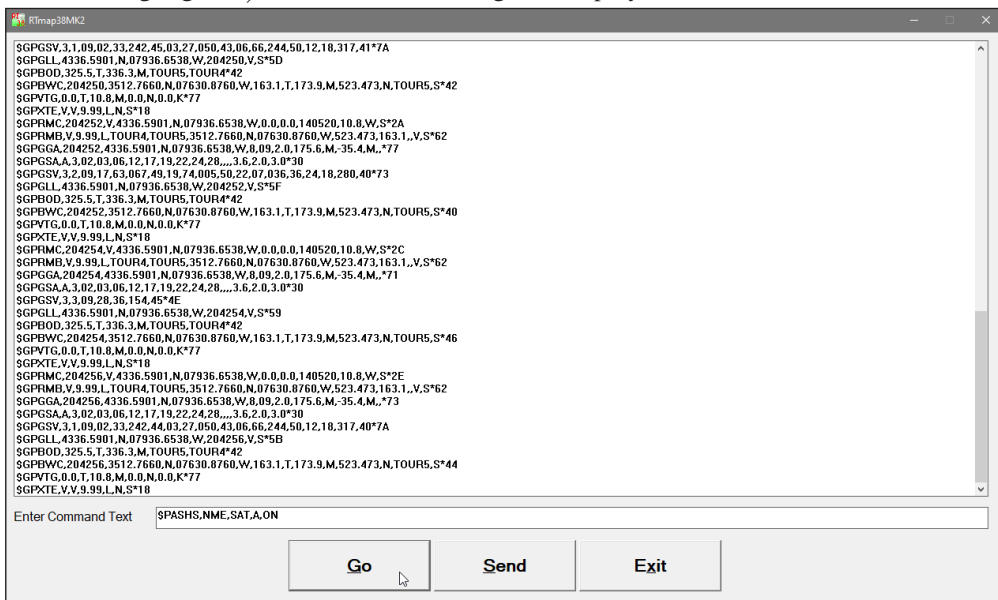 RTmap38MK2
$GPGSV,3,1,09,02,33,242,45,03,27,050,43,06,66,244,50,12,18,317,41*7A
$GPGLL,4336.5901,N,07936.6538,W,204250,V,S*5D
$GPBOD,325.5,T,336.3,M,TOUR5,TOUR4*42
$GPBWC,204250,3512.7660,N,07630.8760,W,163.1,T,173.9,M,523.473,N,TOUR5,S*42
$GPVTG,0.0,T,10.8,M,0.0,N,0.0,K*77
$GPXTE,V,V,9.99,L,N,S*18
$GPRMC,204252,V,4336.5901,N,07936.6538,W,0.0,0.0,140520,10.8,W,S*2A
$GPRMB,V,9.99,L,TOUR4,TOUR5,3512.7660,N,07630.8760,W,523.473,163.1,,V,S*62
$GPGGA,204252,4336.5901,N,07936.6538,W,8,09,2.0,175.6,M,-35.4,M,,*77
$GPGSA,A,3,02,03,06,12,17,19,22,24,28,,,,3.6,2.0,3.0*30
$GPGSV,3,2,09,17,63,067,49,19,74,005,50,22,07,036,36,24,18,280,40*73
$GPGLL,4336.5901,N,07936.6538,W,204252,V,S*5F
$GPBOD,325.5,T,336.3,M,TOUR5,TOUR4*42
$GPBWC,204252,3512.7660,N,07630.8760,W,163.1,T,173.9,M,523.473,N,TOUR5,S*40
$GPVTG,0.0,T,10.8,M,0.0,N,0.0,K*77
$GPXTE,V,V,9.99,L,N,S*18
$GPRMC,204254,V,4336.5901,N,07936.6538,W,0.0,0.0,140520,10.8,W,S*2C
$GPRMB,V,9.99,L,TOUR4,TOUR5,3512.7660,N,07630.8760,W,523.473,163.1,,V,S*62
$GPGGA,204254,4336.5901,N,07936.6538,W,8,09,2.0,175.6,M,-35.4,M,,*71
$GPGSA,A,3,02,03,06,12,17,19,22,24,28,,,,3.6,2.0,3.0*30
$GPGSV,3,3,09,28,36,154,45*4E
$GPGLL,4336.5901,N,07936.6538,W,204254,V,S*59
$GPBOD,325.5,T,336.3,M,TOUR5,TOUR4*42
$GPBWC,204254,3512.7660,N,07630.8760,W,163.1,T,173.9,M,523.473,N,TOUR5,S*46
$GPVTG,0.0,T,10.8,M,0.0,N,0.0,K*77
$GPXTE,V,V,9.99,L,N,S*18
$GPRMC,204256,V,4336.5901,N,07936.6538,W,0.0,0.0,140520,10.8,W,S*2E
$GPRMB,V,9.99,L,TOUR4,TOUR5,3512.7660,N,07630.8760,W,523.473,163.1,,V,S*62
$GPGGA,204256,4336.5901,N,07936.6538,W,8,09,2.0,175.6,M,-35.4,M,,*73
$GPGSA,A,3,02,03,06,12,17,19,22,24,28,,,,3.6,2.0,3.0*30
$GPGSV,3,1,09,02,33,242,44,03,27,050,43,06,66,244,50,12,18,317,40*7A
$GPGLL,4336.5901,N,07936.6538,W,204256,V,S*5B
$GPBOD,325.5,T,336.3,M,TOUR5,TOUR4*42
$GPBWC,204256,3512.7660,N,07630.8760,W,163.1,T,173.9,M,523.473,N,TOUR5,S*44
$GPVTG,0.0,T,10.8,M,0.0,N,0.0,K*77
$GPXTE,V,V,9.99,L,N,S*18
Enter Command Text $PASHS,NME,SAT,A,ON
Go Send Exit